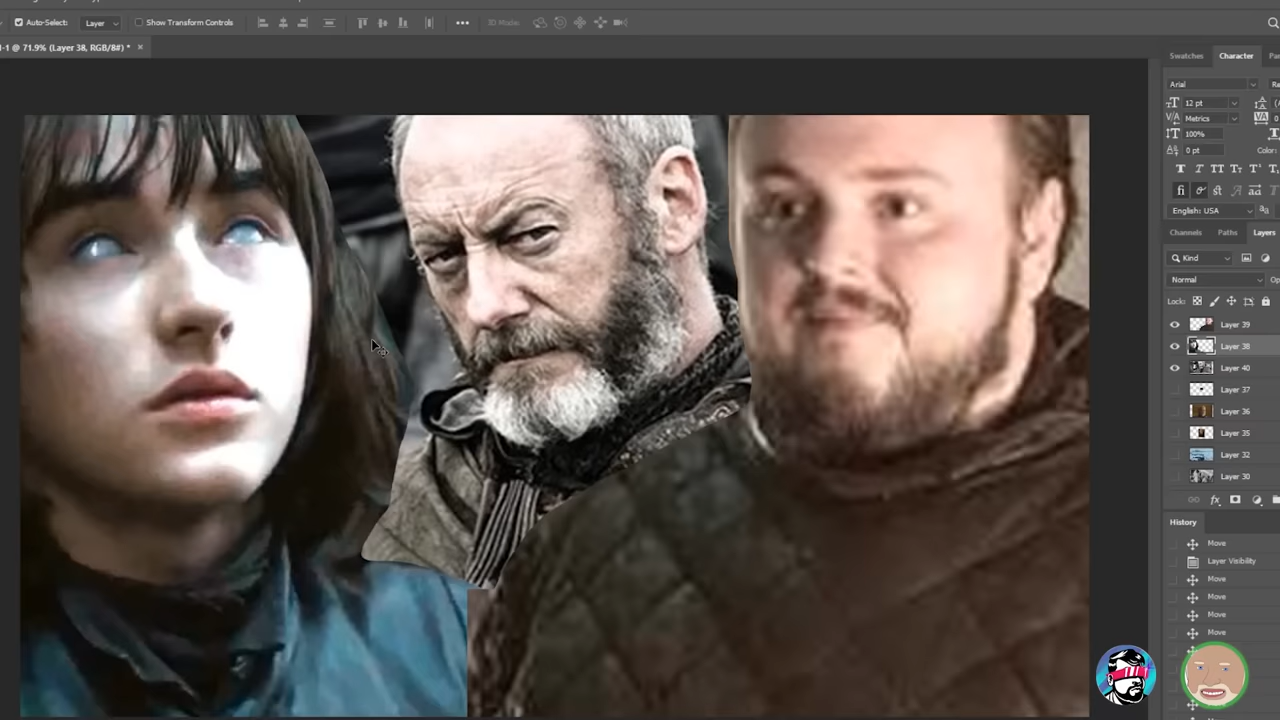 Auto-Select: Layer Show Transform Controls 3D Mode:
-1 @ 71.9% (Layer 38, RGB/8#) *
Swatches Character
Arial
12 pt
Metrics
100%
0 pt Color:
English: USA
Channels Paths Layers
Kind
Normal
Lock:
Layer 39
Layer 38
Layer 40
Layer 37
Layer 36
Layer 35
Layer 32
Layer 30
History
Move
Layer Visibility
Move
Move
Move
Move